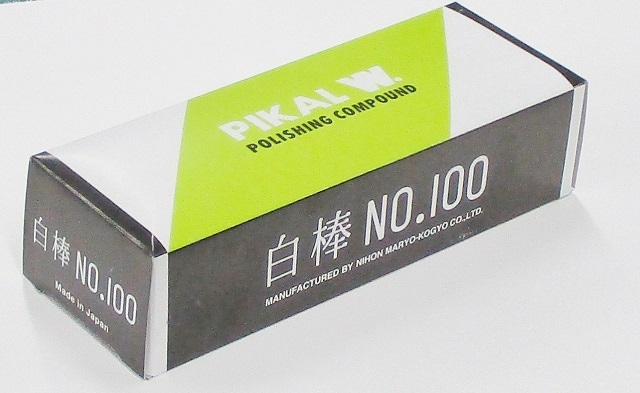 PIKAL W.
POLISHING COMPOUND
白棒 NO.100
MANUFACTURED BY NIHON MARYO-KOGYO CO.,LTD.
白棒 NO.100
Made in Japan